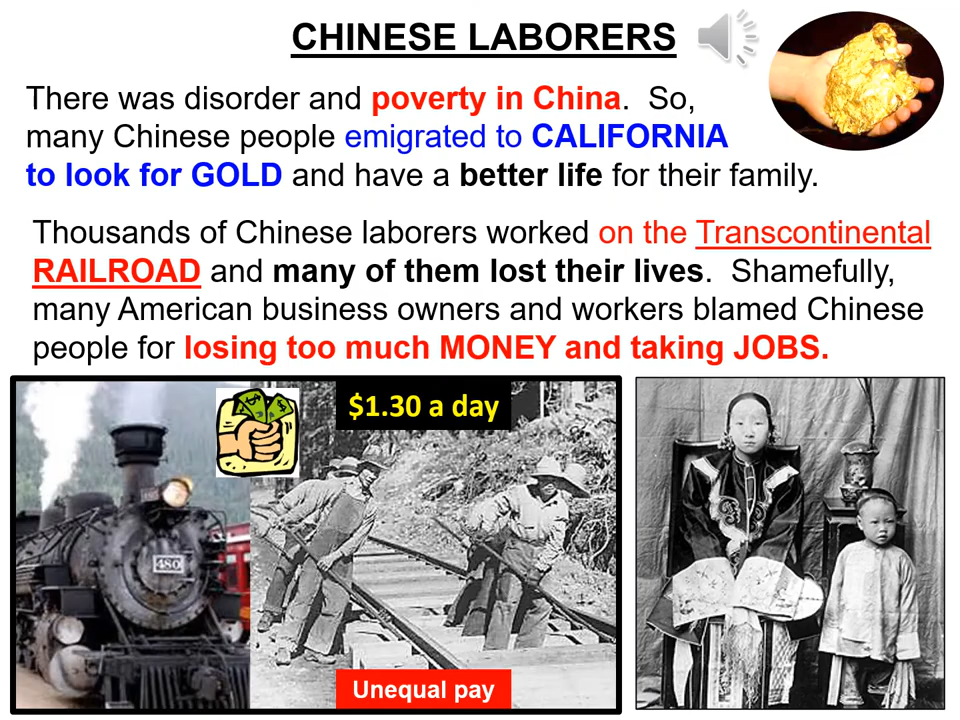 CHINESE LABORERS
There was disorder and poverty in China. So,
many Chinese people emigrated to CALIFORNIA
to look for GOLD and have a better life for their family.
Thousands of Chinese laborers worked on the Transcontinental
RAILROAD and many of them lost their lives. Shamefully,
many American business owners and workers blamed Chinese
people for losing too much MONEY and taking JOBS.
$1.30 a day
480
Unequal pay